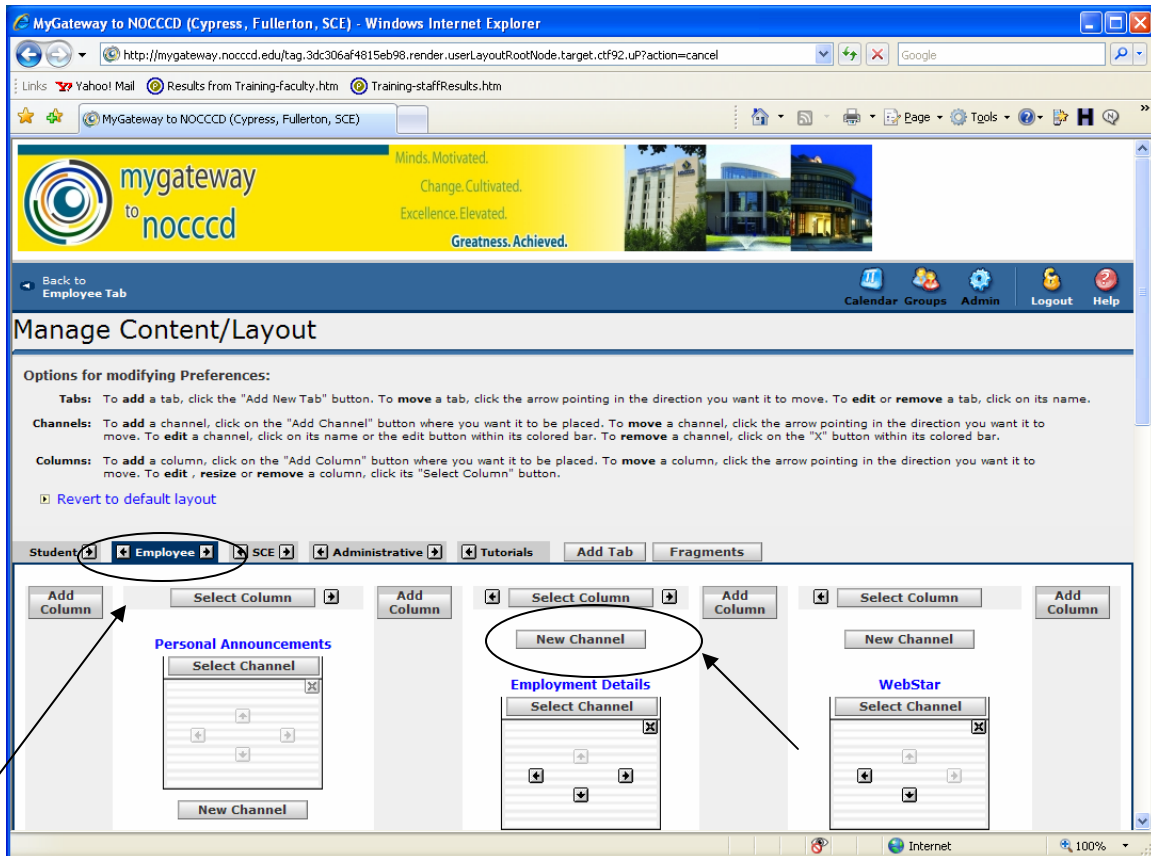 MyGateway to NOCCCD (Cypress, Fullerton, SCE) - Windows Internet Explorer
http://mygateway.nocccd.edu/tag.3dc306af4815eb98.render.userLayoutRootNode.target.ctf92.uP?action=cancel
Google
Links Yahoo! Mail Results from Training-faculty.htm Training-staffResults.htm
MyGateway to NOCCCD (Cypress, Fullerton, SCE)
Page Tools
mygateway
to
nocccd
Minds. Motivated.
Change. Cultivated.
Excellence. Elevated.
Greatness. Achieved.
Back to
Employee Tab
Calendar Groups Admin Logout Help
Manage Content/Layout
Options for modifying Preferences:
Tabs: To add a tab, click the "Add New Tab" button. To move a tab, click the arrow pointing in the direction you want it to move. To edit or remove a tab, click on its name.
Channels: To add a channel, click on the "Add Channel" button where you want it to be placed. To move a channel, click the arrow pointing in the direction you want it to
move. To edit a channel, click on its name or the edit button within its colored bar. To remove a channel, click on the "X" button within its colored bar.
Columns: To add a column, click on the "Add Column" button where you want it to be placed. To move a column, click the arrow pointing in the direction you want it to
move. To edit , resize or remove a column, click its "Select Column" button.
Revert to default layout
Student Employee SCE Administrative Tutorials Add Tab Fragments
Add
Column
Select Column
Add
Column
Select Column
Add
Column
Select Column
Add
Column
New Channel
New Channel
Personal Announcements
Select Channel
Employment Details
Select Channel
WebStar
Select Channel
New Channel
Internet
100%